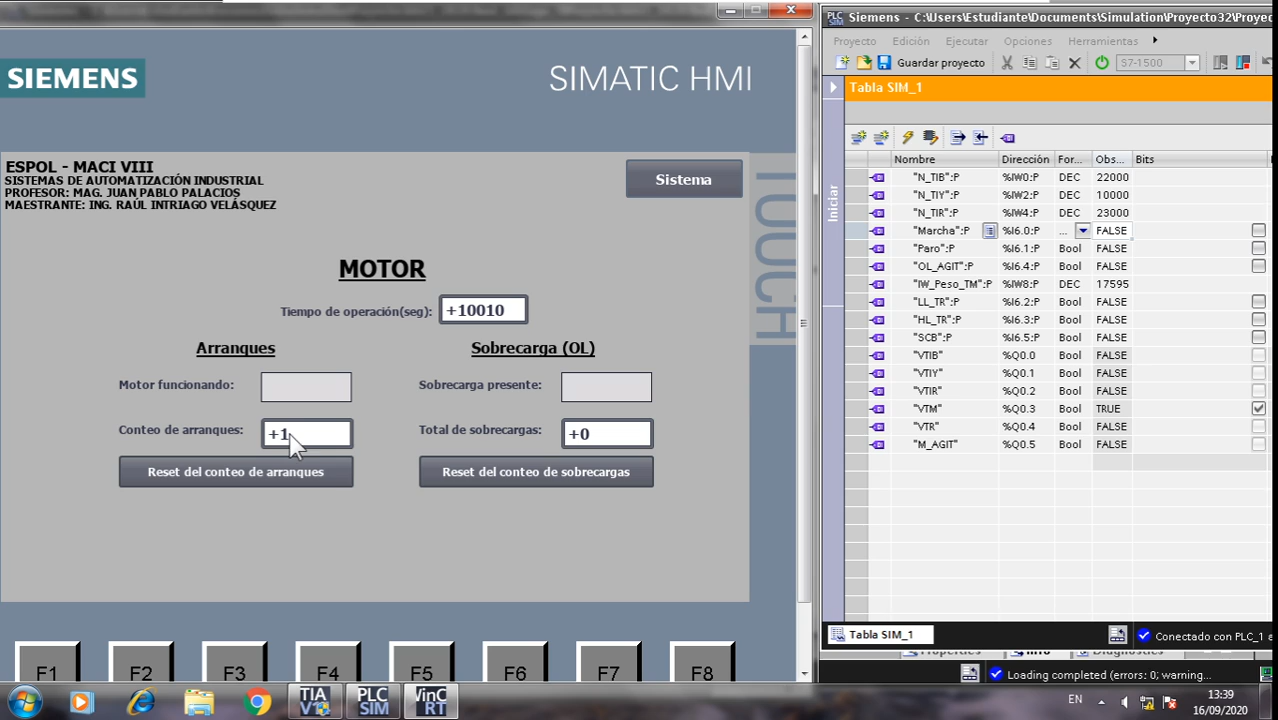 SIEMENS
SIMATIC HMI
TOUCH
ESPOL - MACI VIII
SISTEMAS DE AUTOMATIZACIÓN INDUSTRIAL
PROFESOR: MAG. JUAN PABLO PALACIOS
MAESTRANTE: ING. RAÚL INTRIAGO VELÁSQUEZ
Sistema
MOTOR
Tiempo de operación(seg): +10010
Arranques
Sobrecarga (OL)
Motor funcionando:
Sobrecarga presente:
Conteo de arranques: +1
Total de sobrecargas: +0
Reset del conteo de arranques
Reset del conteo de sobrecargas
F1 F2 F3 F4 F5 F6 F7 F8
Siemens - C:\Users\Estudiante\Documents\Simulation\Proyecto32\Proyec
Proyecto Edición Ejecutar Opciones Herramientas
Guardar proyecto S7-1500
Tabla SIM_1
Iniciar
Nombre Dirección For... Obs... Bits
"N_TIB":P %IW0:P DEC 22000
"N_TIY":P %IW2:P DEC 10000
"N_TIR":P %IW4:P DEC 23000
"Marcha":P %I6.0:P ... FALSE
"Paro":P %I6.1:P Bool FALSE
"OL_AGIT":P %I6.4:P Bool FALSE
"IW_Peso_TM":P %IW8:P DEC 17595
"LL_TR":P %I6.2:P Bool FALSE
"HL_TR":P %I6.3:P Bool FALSE
"SCB":P %I6.5:P Bool FALSE
"VTIB" %Q0.0 Bool FALSE
"VTIY" %Q0.1 Bool FALSE
"VTIR" %Q0.2 Bool FALSE
"VTM" %Q0.3 Bool TRUE
"VTR" %Q0.4 Bool FALSE
"M_AGIT" %Q0.5 Bool FALSE
Tabla SIM_1
Conectado con PLC_1 a
Loading completed (errors: 0; warning...
TIA V1
PLC SIM
WinC RT
EN
13:39
16/09/2020